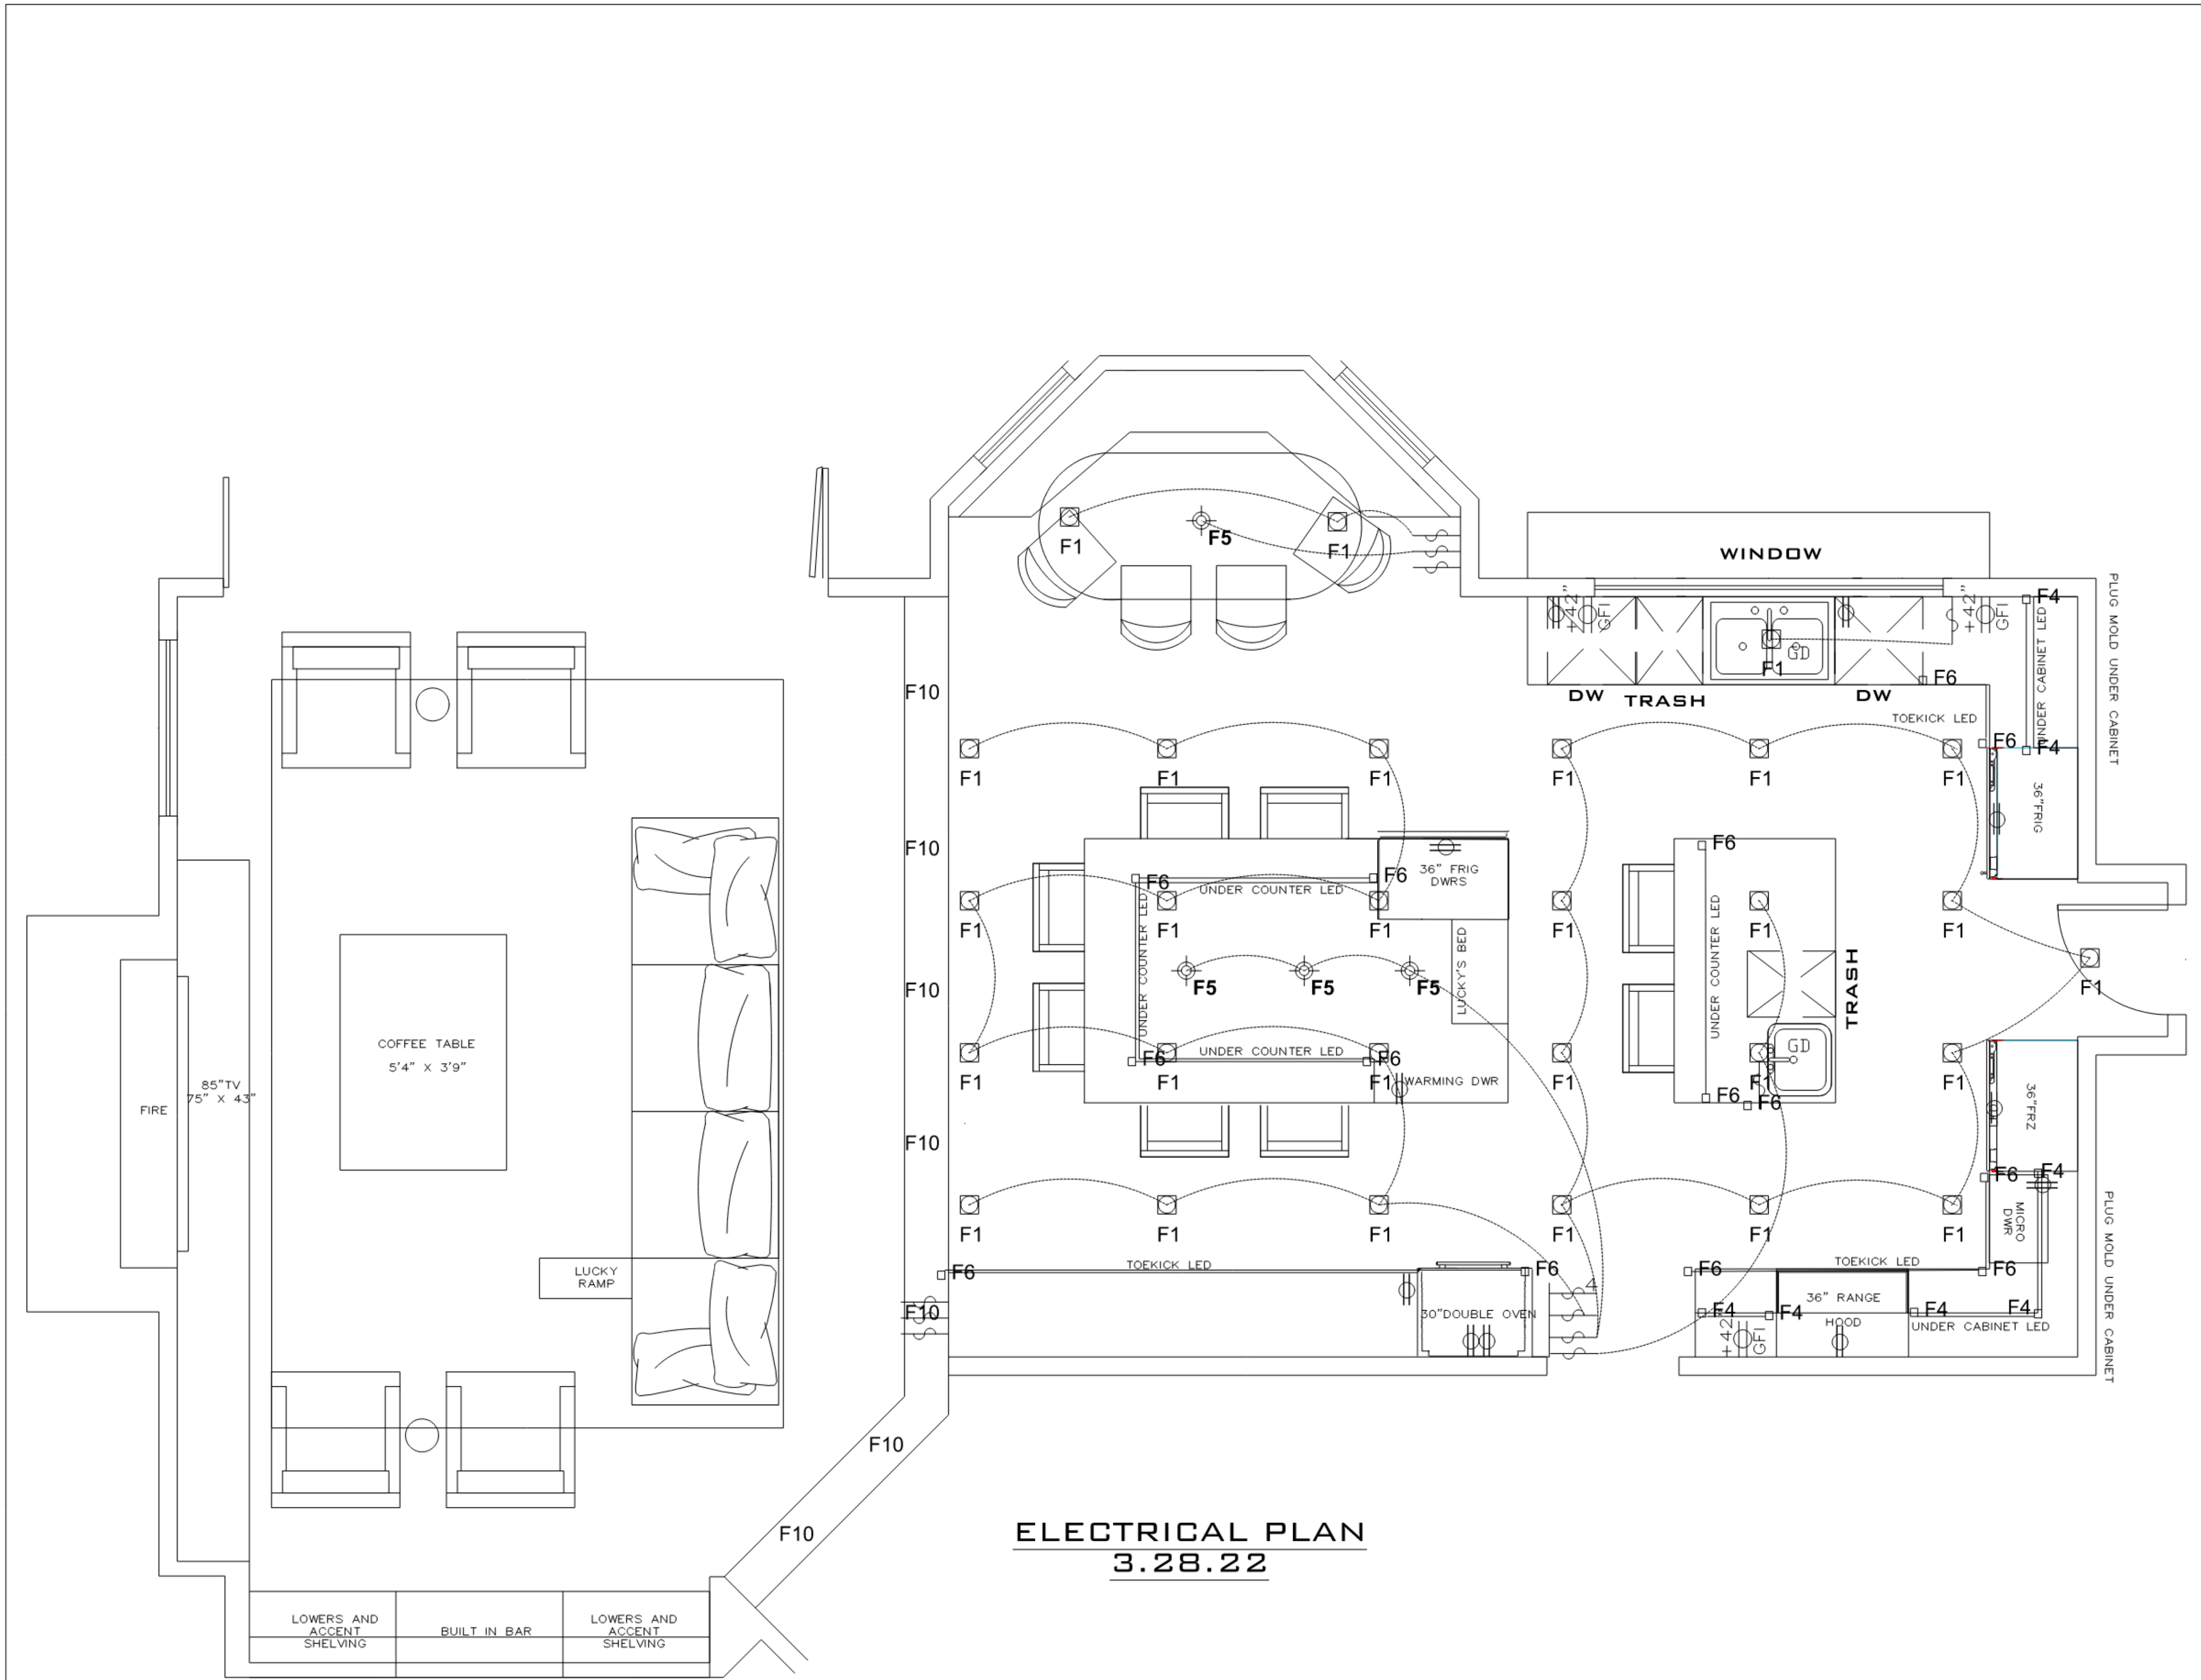 F1
F5
F1
WINDOW
+42"
GFI
GD
F1
+42"
GFI
F4
UNDER CABINET LED
PLUG MOLD UNDER CABINET
F6
DW
TRASH
DW
TOEKICK LED
F10
F6
F4
F1
F1
F1
F1
F1
F1
36"FRIG
F10
F6
36" FRIG
DWRS
F6
F6
UNDER COUNTER LED
F1
F1
F1
F1
F1
F1
UNDER COUNTER LED
LUCKY'S BED
UNDER COUNTER LED
TRASH
F10
F5
F5
F5
F1
COFFEE TABLE
5'4" X 3'9"
F6
UNDER COUNTER LED
F6
GD
F1
F1
F1
F1
F1
F1
WARMING DWR
F6
F6
36"FRZ
85"TV
75" X 43"
FIRE
F10
F6
F4
MICRO
DWR
PLUG MOLD UNDER CABINET
F1
F1
F1
F1
F1
F1
TOEKICK LED
TOEKICK LED
LUCKY
RAMP
F6
F6
F6
F6
4
F10
30"DOUBLE OVEN
36" RANGE
HOOD
F4
F4
F4
F4
UNDER CABINET LED
+42"
GFI
F10
F10
ELECTRICAL PLAN
3.28.22
LOWERS AND
ACCENT
SHELVING
BUILT IN BAR
LOWERS AND
ACCENT
SHELVING